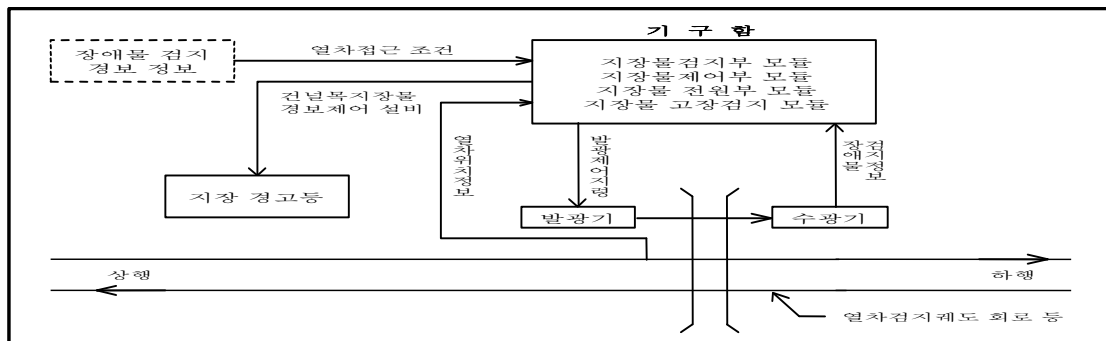 기 구 함
장애물 검지
경보 정보
열차접근 조건
지장물검지부 모듈
지장물제어부 모듈
지장물 전원부 모듈
지장물 고장검지 모듈
건널목지장물
경보제어 설비
열차위치정보
발광제어지령
장애물
검지정보
지장 경고등
발광기
수광기
상행
하행
열차검지궤도 회로 등